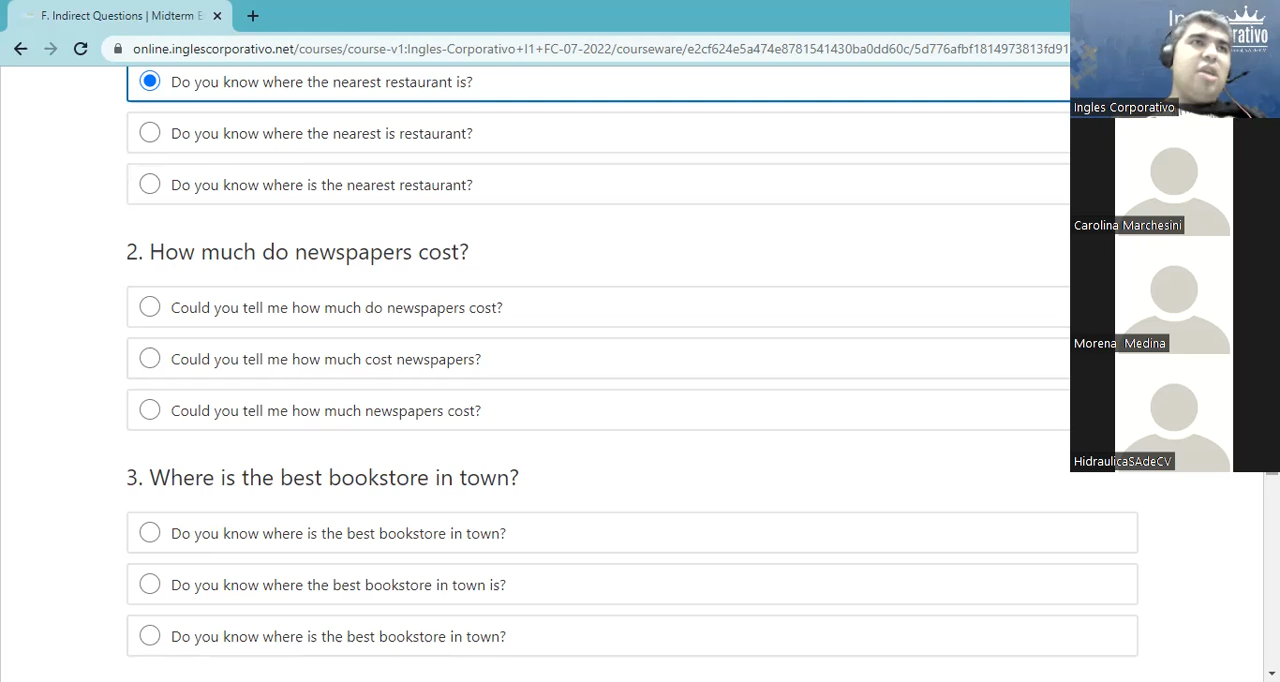 F. Indirect Questions | Midterm E
online.inglescorporativo.net/courses/course-v1:Ingles-Corporativo+I1+FC-07-2022/courseware/e2cf624e5a474e8781541430ba0dd60c/5d776afbf1814973813fd91
Do you know where the nearest restaurant is?
Do you know where the nearest is restaurant?
Do you know where is the nearest restaurant?
2. How much do newspapers cost?
Could you tell me how much do newspapers cost?
Could you tell me how much cost newspapers?
Could you tell me how much newspapers cost?
3. Where is the best bookstore in town?
Do you know where is the best bookstore in town?
Do you know where the best bookstore in town is?
Do you know where is the best bookstore in town?
Ingles Corporativo
Carolina Marchesini
Morena Medina
HidraulicaSAdeCV